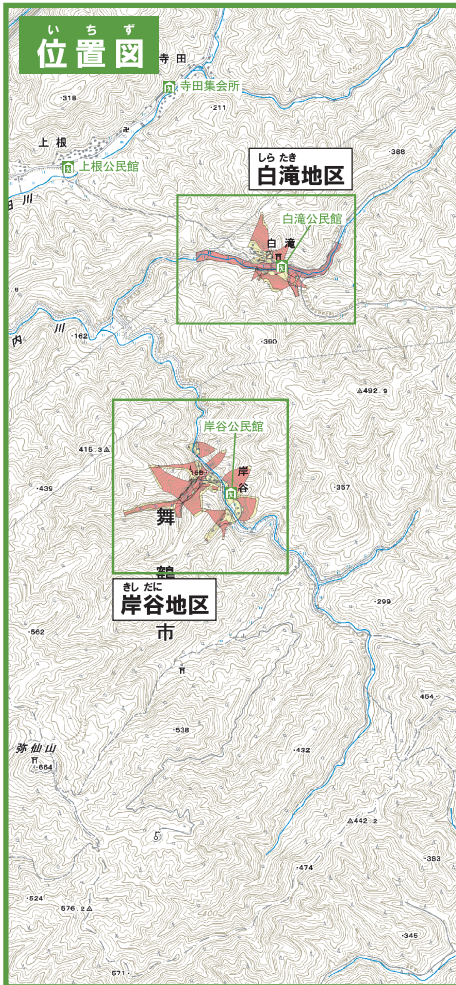 いちず
位置図
寺田
寺田集会所
·318
·211
上根
上根公民館
·388
しらたき
白滝地区
川
白滝公民館
白滝
内川
·162
·390
△492.9
岸谷公民館
415.3△
岸谷
·439
·357
舞鶴市
きしだに
岸谷地区
·299
·562
·538
弥仙山
·664
·432
△442.2
·383
·474
·524
576.2△
·345
571·